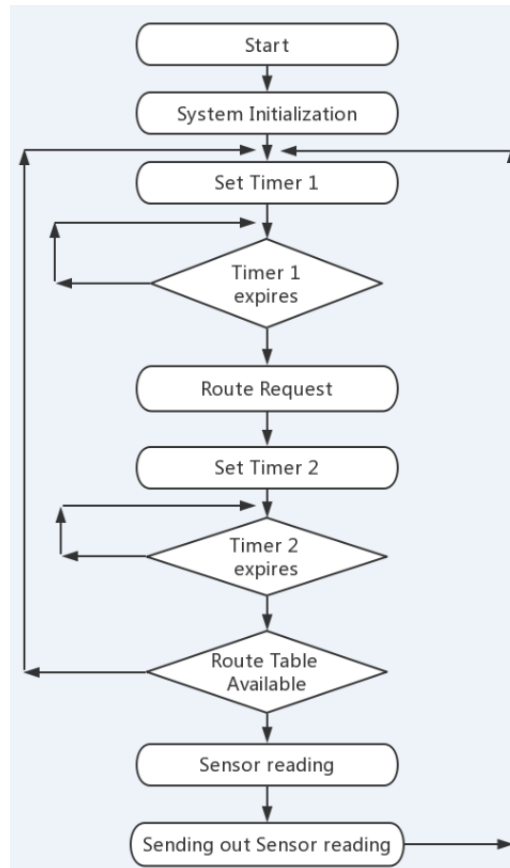 Start
System Initialization
Set Timer 1
Timer 1
expires
Route Request
Set Timer 2
Timer 2
expires
Route Table
Available
Sensor reading
Sending out Sensor reading